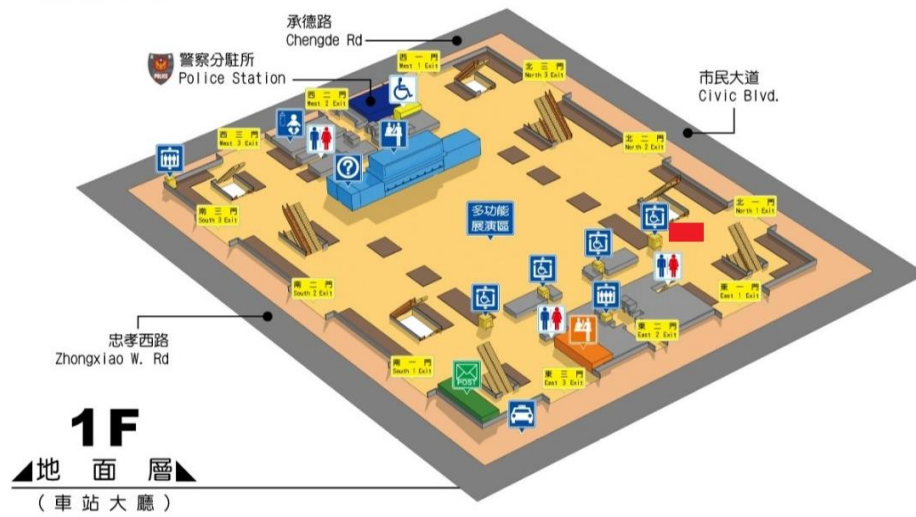 承德路
Chengde Rd
警察分駐所
Police Station
POLICE
市民大道
Civic Blvd.
西一門
West 1 Exit
北三門
North 3 Exit
西二門
West 2 Exit
西三門
West 3 Exit
北二門
North 2 Exit
?
南三門
South 3 Exit
多功能
展演區
北一門
North 1 Exit
南二門
South 2 Exit
東一門
East 1 Exit
東二門
East 2 Exit
忠孝西路
Zhongxiao W. Rd
南一門
South 1 Exit
東三門
East 3 Exit
POST
1F
地面層
(車站大廳)